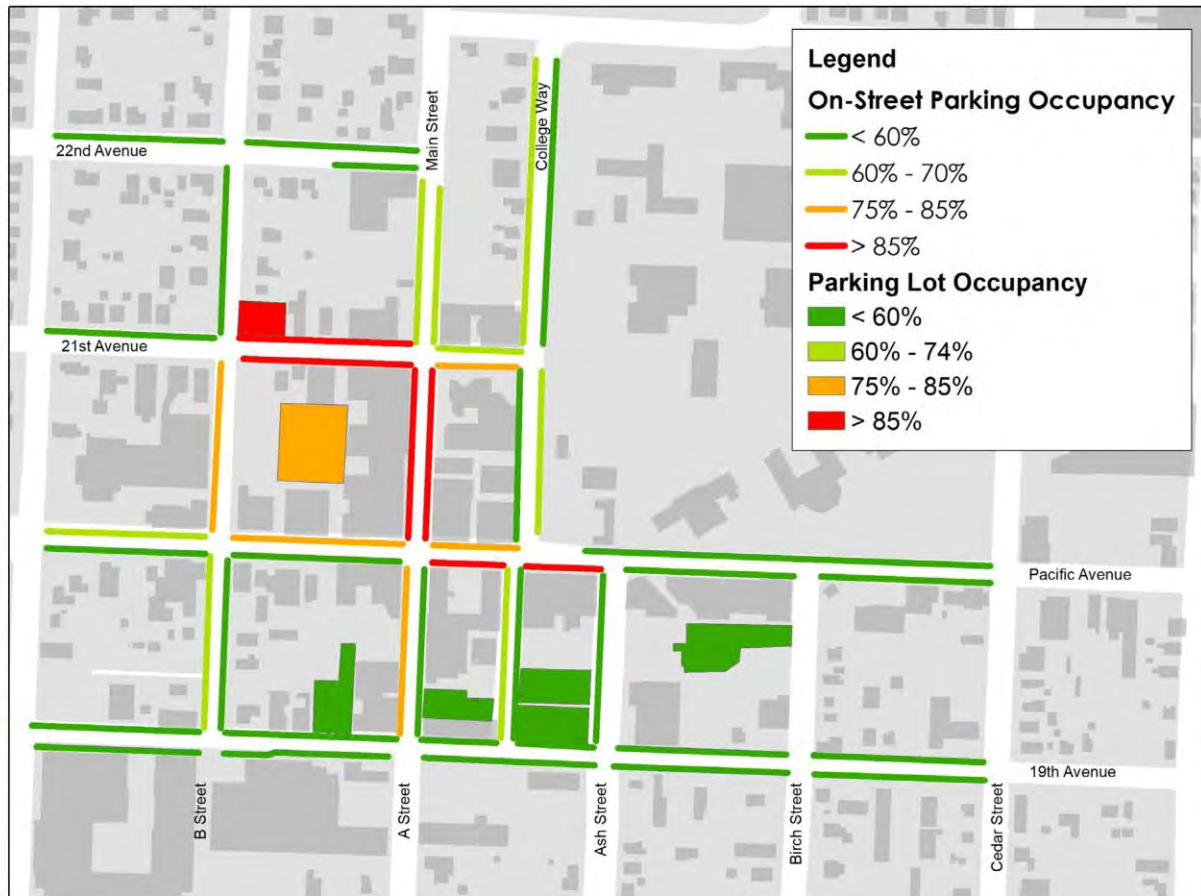 Legend
On-Street Parking Occupancy
< 60%
60% - 70%
75% - 85%
> 85%
Parking Lot Occupancy
< 60%
60% - 74%
75% - 85%
> 85%
Main Street
College Way
22nd Avenue
21st Avenue
Pacific Avenue
19th Avenue
B Street
A Street
Ash Street
Birch Street
Cedar Street